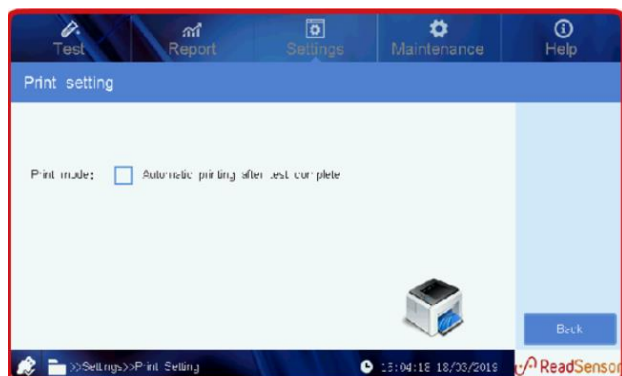 Test Report Settings Maintenance Help
Print setting
Print mode: Automatic printing after test complete
Back
>>Settings>>Print Setting 15:04:18 18/03/2019 ReadSensor